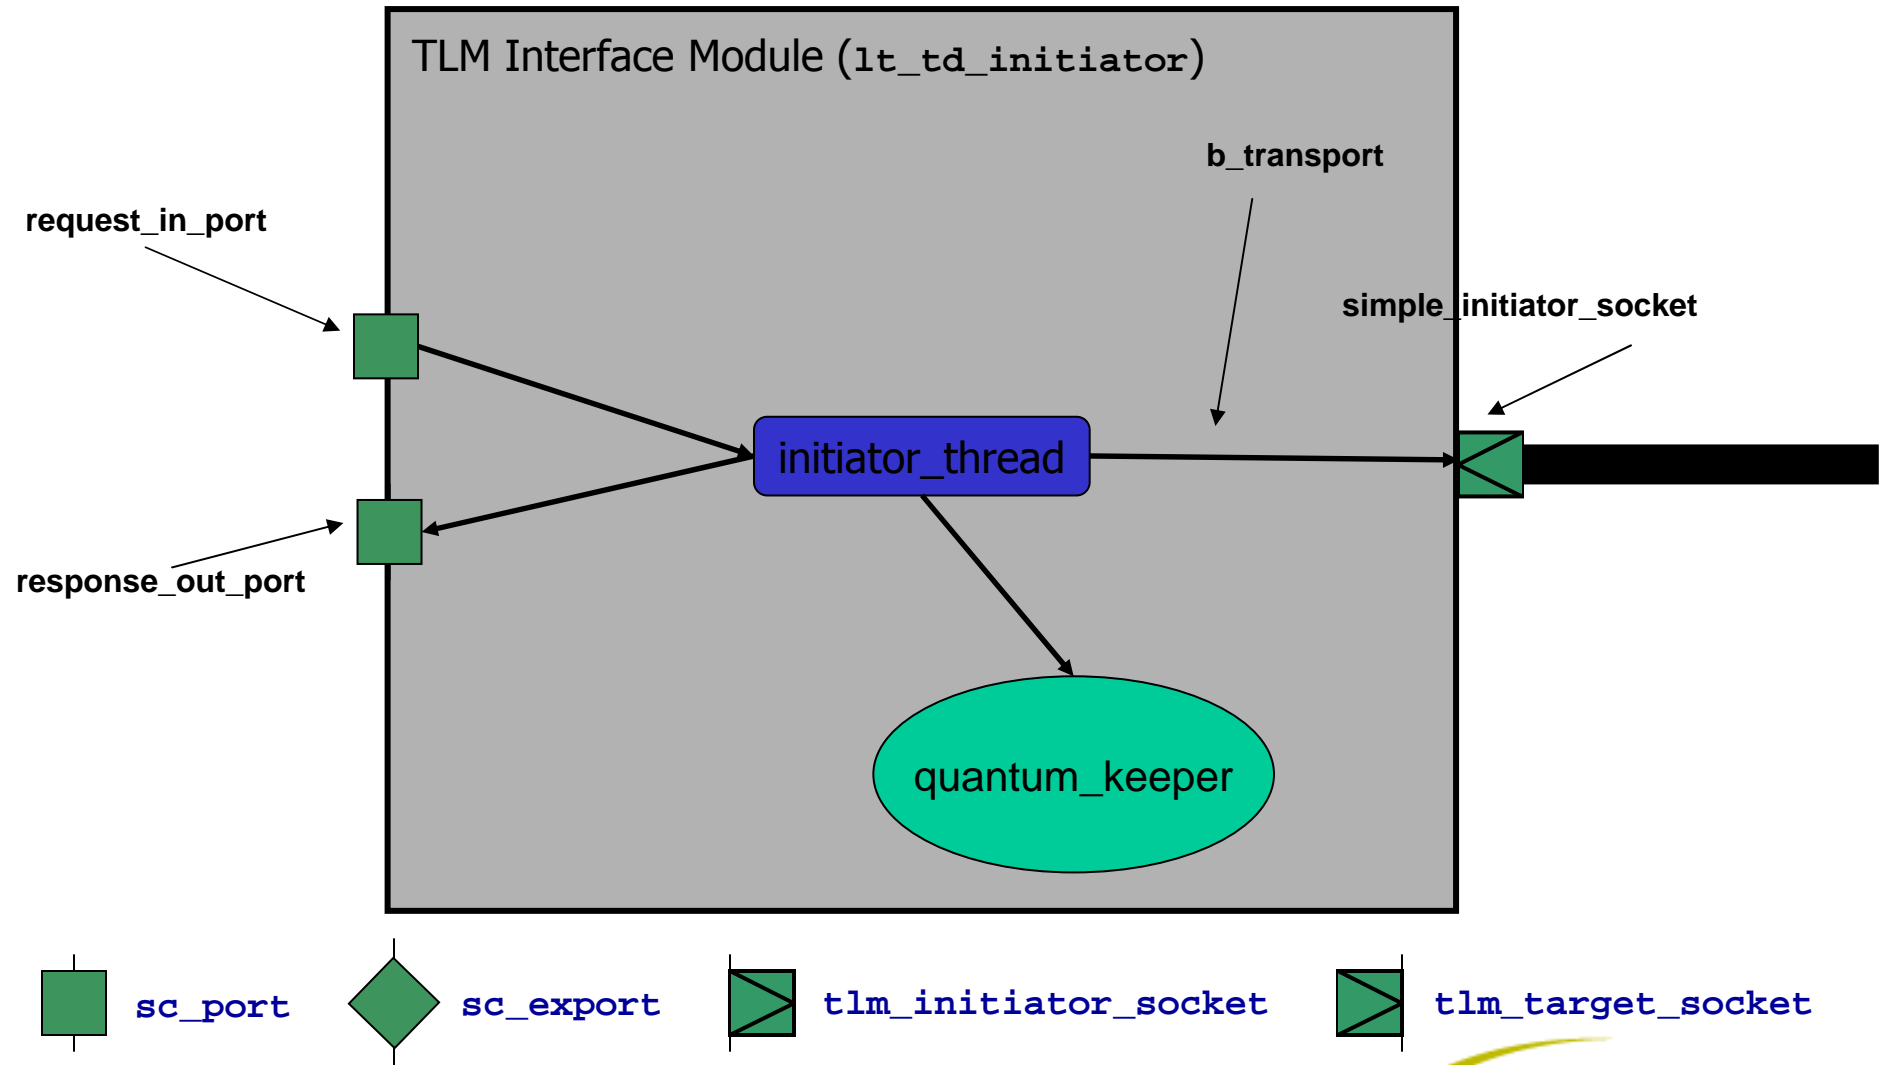 TLM Interface Module (lt_td_initiator)
b_transport
request_in_port
simple_initiator_socket
initiator_thread
response_out_port
quantum_keeper
sc_port
sc_export
tlm_initiator_socket
tlm_target_socket